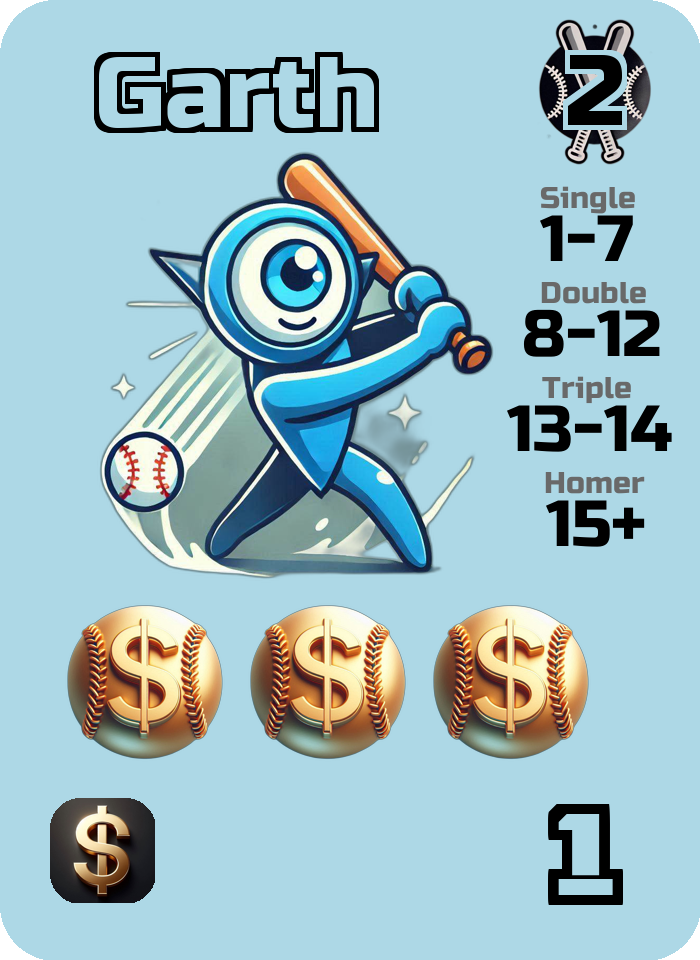 Garth
2
Single
1-7
Double
8-12
Triple
13-14
Homer
15+
$ $ $
$ 1